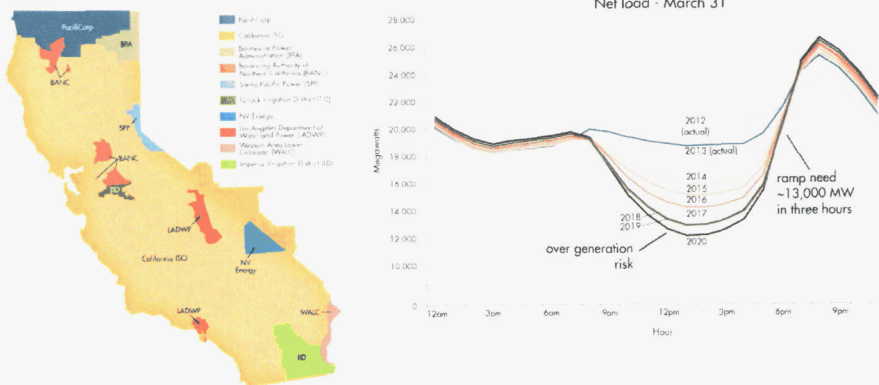 PacifiCorp
BPA
BANC
SPP
BANC
TID
LADWP
California ISO
NV
Energy
LADWP
WALC
IID
PacifiCorp
California ISO
Bonneville Power
Administration (BPA)
Balancing Authority of
Northern California (BANC)
Sierra Pacific Power (SPP)
Turlock Irrigation District (TID)
NV Energy
Los Angeles Department of
Water and Power (LADWP)
Western Area Lower
Colorado (WALC)
Imperial Irrigation District (IID)
Net load - March 31
Megawatts
28,000
26,000
24,000
22,000
20,000
18,000
16,000
14,000
12,000
10,000
0
2012
(actual)
2013 (actual)
2014
2015
2016
2017
2018
2019
2020
ramp need
~13,000 MW
in three hours
over generation
risk
12am
3am
6am
9am
12pm
3pm
6pm
9pm
Hour